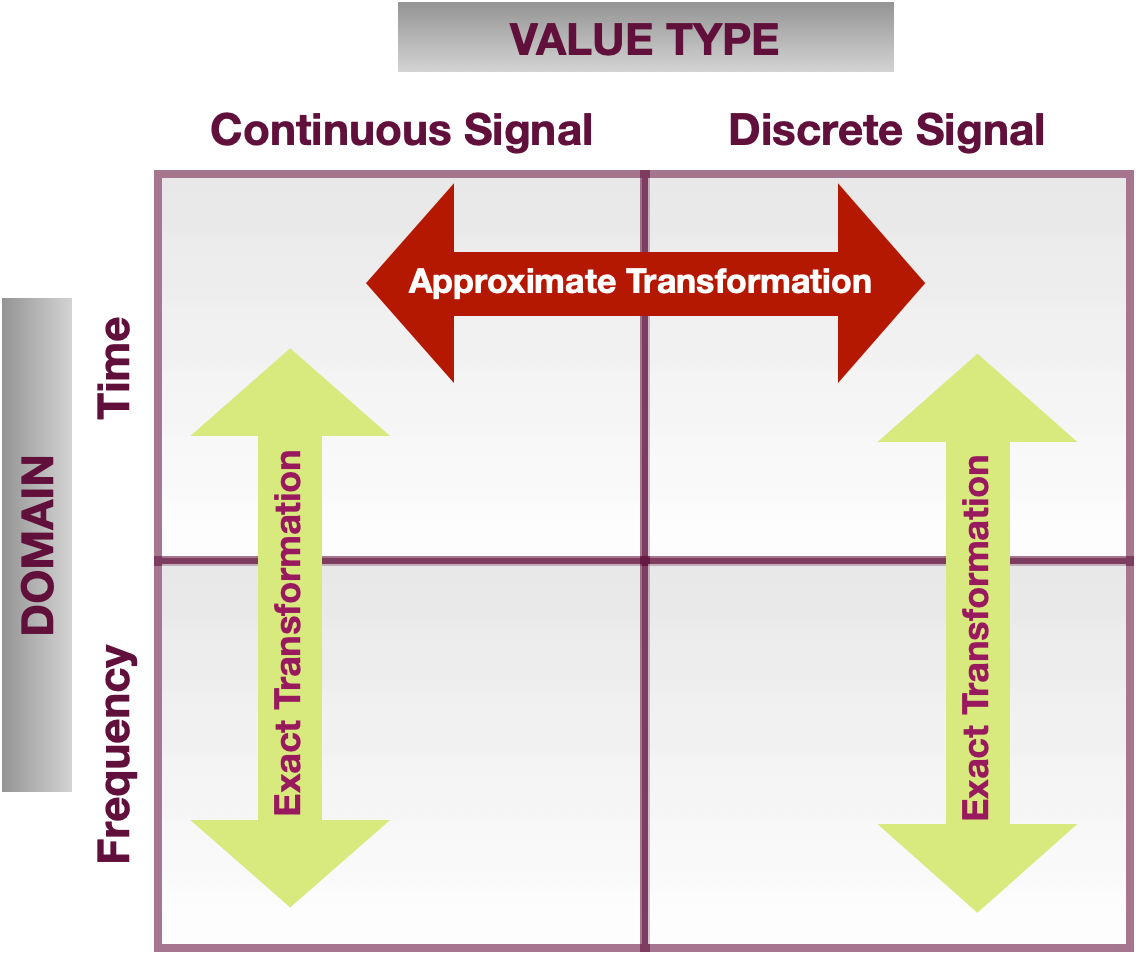 VALUE TYPE
Continuous Signal
Discrete Signal
Approximate Transformation
DOMAIN
Time
Frequency
Exact Transformation
Exact Transformation